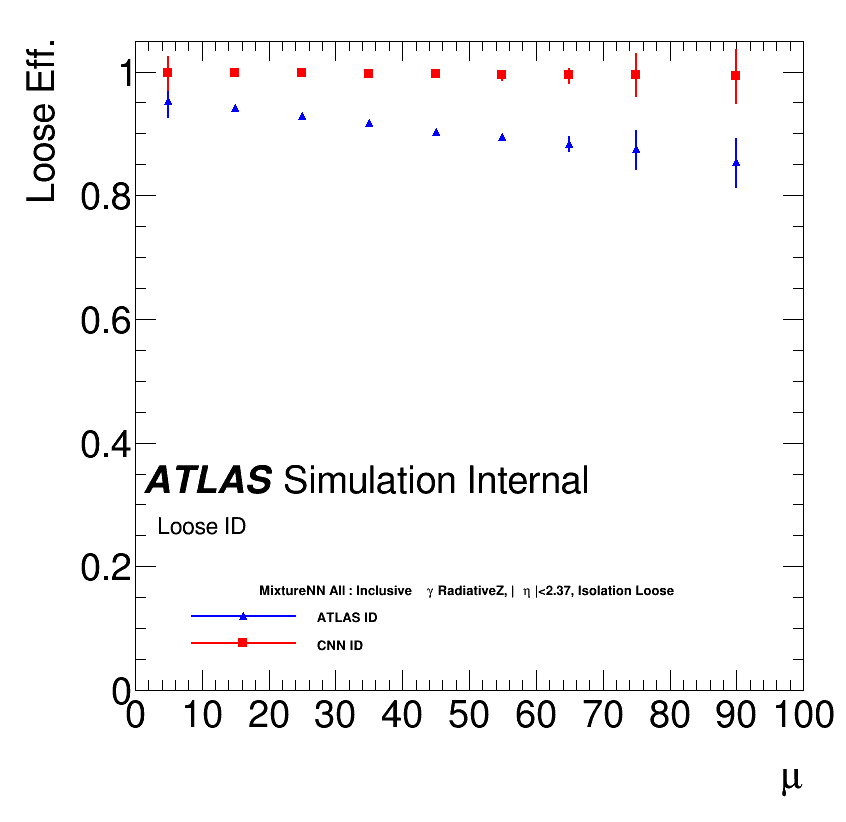 Loose Eff.
1
0.8
0.6
0.4
0.2
0
ATLAS Simulation Internal
Loose ID
MixtureNN All : Inclusive γ RadiativeZ, | η |<2.37, Isolation Loose
ATLAS ID
CNN ID
0 10 20 30 40 50 60 70 80 90 100
μ